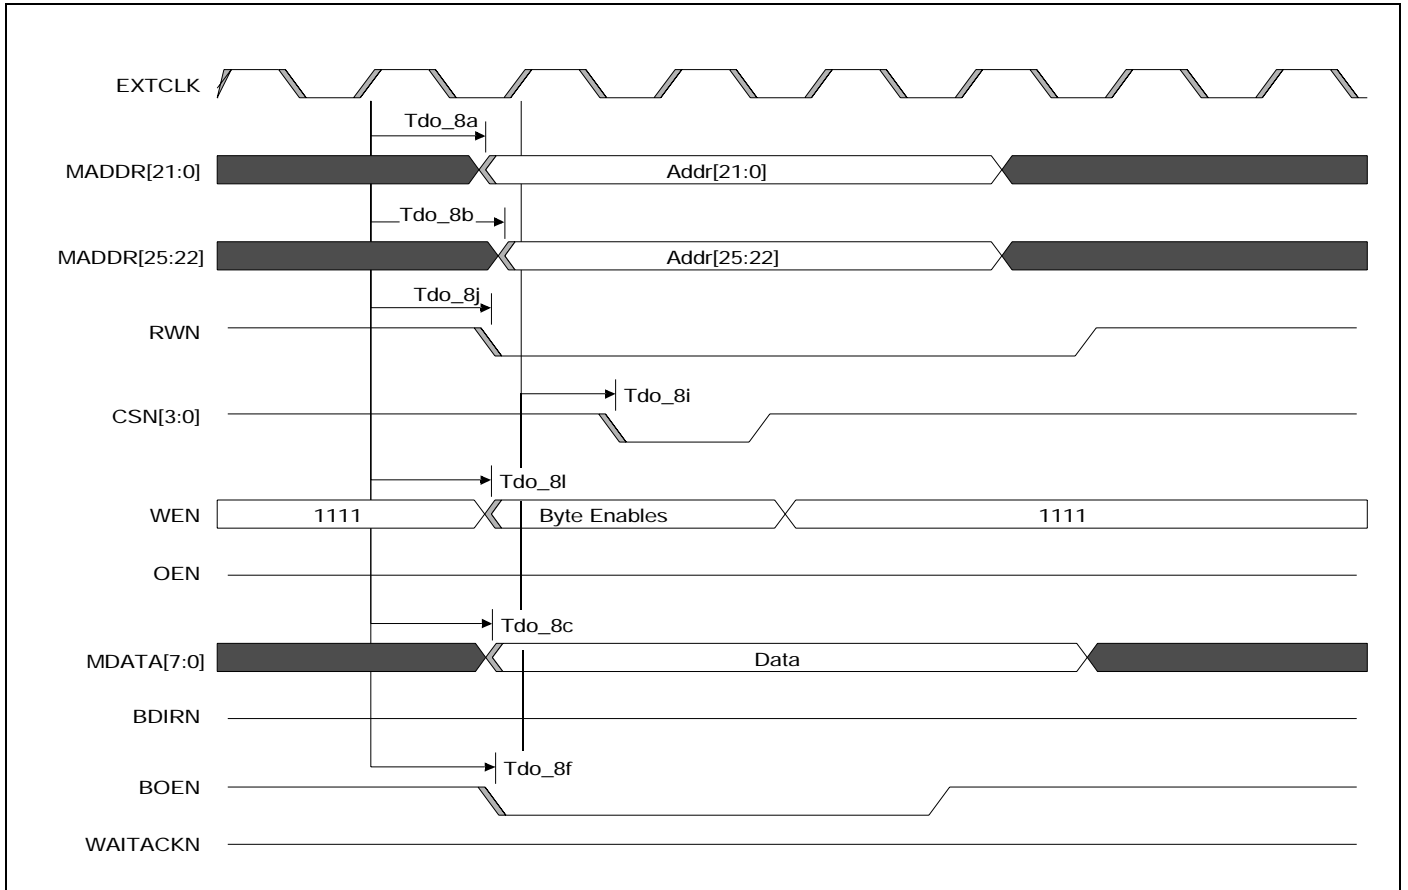 EXTCLK
Tdo_8a
MADDR[21:0] Addr[21:0]
Tdo_8b
MADDR[25:22] Addr[25:22]
Tdo_8j
RWN
Tdo_8i
CSN[3:0]
Tdo_8l
WEN 1111 Byte Enables 1111
OEN
Tdo_8c
MDATA[7:0] Data
BDIRN
Tdo_8f
BOEN
WAITACKN